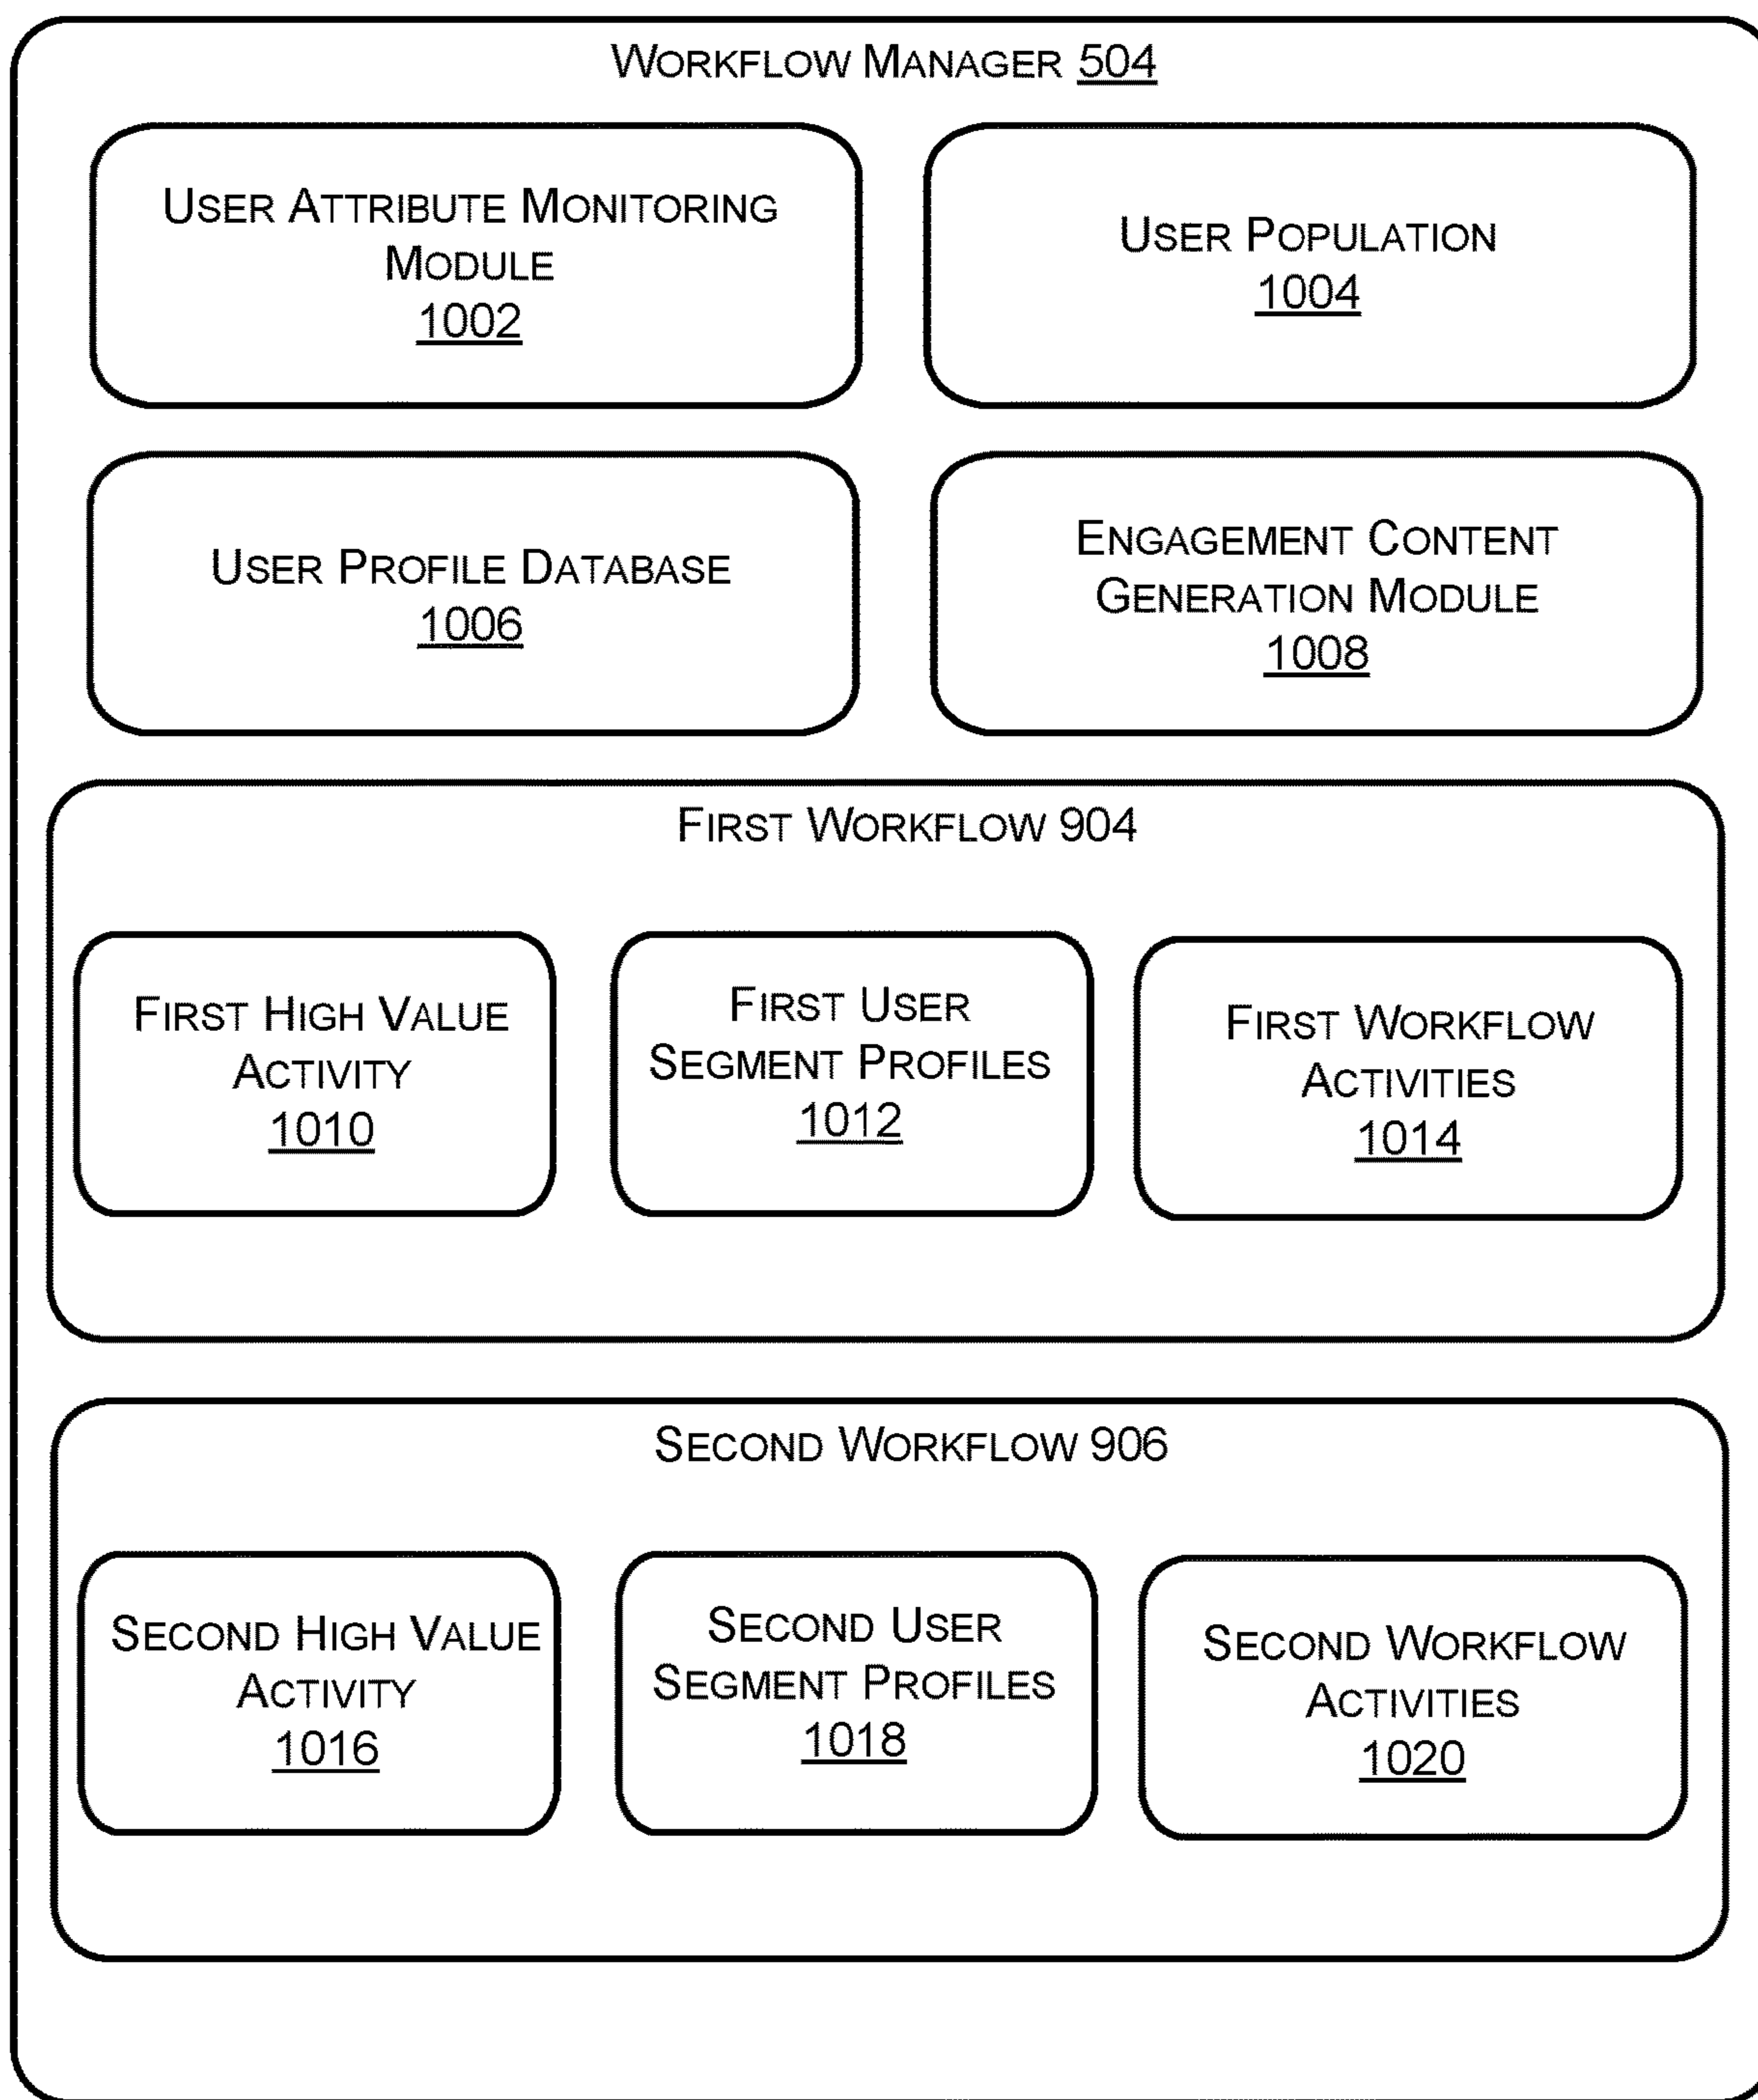 WORKFLOW MANAGER 504
USER ATTRIBUTE MONITORING
MODULE
1002
USER POPULATION
1004
USER PROFILE DATABASE
1006
ENGAGEMENT CONTENT
GENERATION MODULE
1008
FIRST WORKFLOW 904
FIRST HIGH VALUE
ACTIVITY
1010
FIRST USER
SEGMENT PROFILES
1012
FIRST WORKFLOW
ACTIVITIES
1014
SECOND WORKFLOW 906
SECOND HIGH VALUE
ACTIVITY
1016
SECOND USER
SEGMENT PROFILES
1018
SECOND WORKFLOW
ACTIVITIES
1020